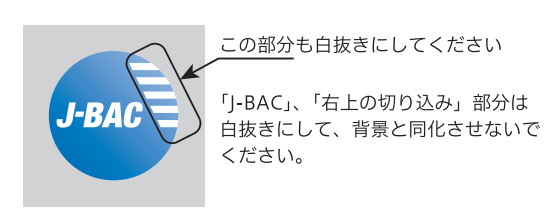 この部分も白抜きにしてください
J-BAC
「J-BAC」、「右上の切り込み」部分は
白抜きにして、背景と同化させないで
ください。